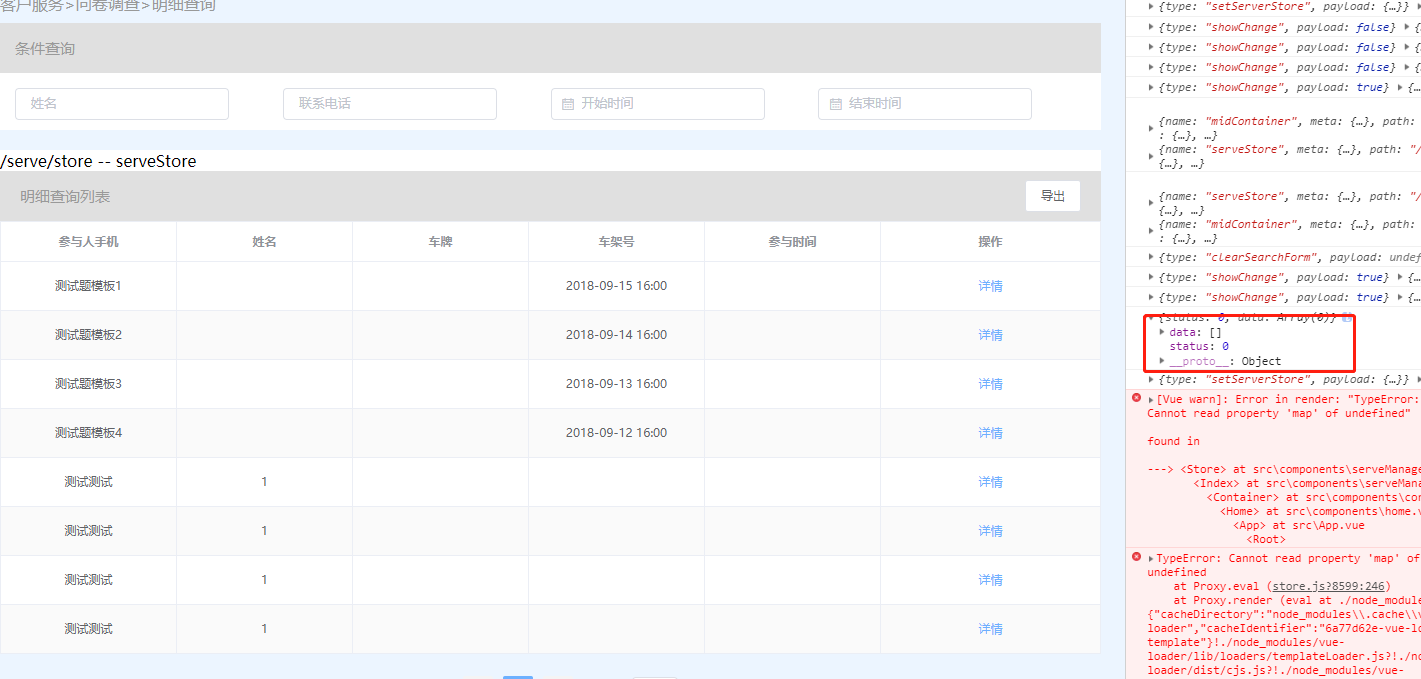 客户服务>问卷调查>明细查询
条件查询
姓名 联系电话 开始时间 结束时间
/serve/store -- serveStore
明细查询列表 导出
参与人手机 姓名 车牌 车架号 参与时间 操作
测试题模板1 2018-09-15 16:00 详情
测试题模板2 2018-09-14 16:00 详情
测试题模板3 2018-09-13 16:00 详情
测试题模板4 2018-09-12 16:00 详情
测试测试 1 详情
测试测试 1 详情
测试测试 1 详情
测试测试 1 详情
{type: "setServerStore", payload: {…}}
{type: "showChange", payload: false} {
{type: "showChange", payload: false} {
{type: "showChange", payload: false} {
{type: "showChange", payload: true} {…
{name: "midContainer", meta: {…}, path:
: {…}, …}
{name: "serveStore", meta: {…}, path: "/
{…}, …}
{name: "serveStore", meta: {…}, path: "/
{…}, …}
{name: "midContainer", meta: {…}, path:
: {…}, …}
{type: "clearSearchForm", payload: undef
{type: "showChange", payload: true} {…
{type: "showChange", payload: true} {…
{status: 0, data: Array(0)}
data: []
status: 0
__proto__: Object
{type: "setServerStore", payload: {…}}
[Vue warn]: Error in render: "TypeError:
Cannot read property 'map' of undefined"
found in
---> <Store> at src\components\serveManage
<Index> at src\components\serveMana
<Container> at src\components\con
<Home> at src\components\home.v
<App> at src\App.vue
<Root>
TypeError: Cannot read property 'map' of
undefined
at Proxy.eval (store.js?8599:246)
at Proxy.render (eval at ./node_module
{"cacheDirectory":"node_modules\\.cache\\v
loader","cacheIdentifier":"6a77d62e-vue-lo
template"}!./node_modules/vue-
loader/lib/loaders/templateLoader.js?!./no
loader/dist/cjs.js?!./node_modules/vue-